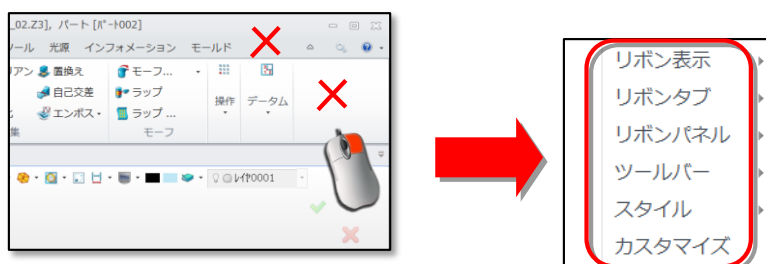 _02.Z3], パート [ﾊﾟｰﾄ002]
ール 光源 インフォメーション モールド
リアン 置換え モーフ...
自己交差 ラップ 操作 データム
エンボス ラップ ...
集 モーフ
ﾚｲﾔ0001
リボン表示
リボンタブ
リボンパネル
ツールバー
スタイル
カスタマイズ